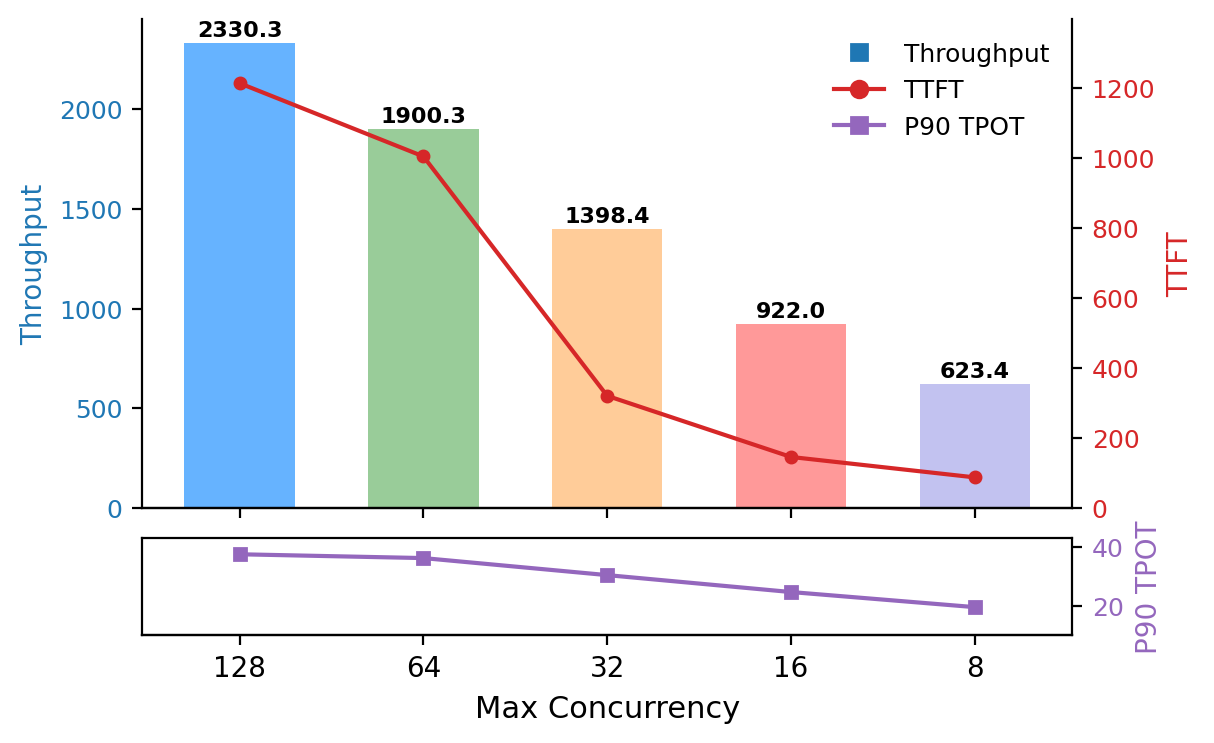 2330.3
1900.3
1398.4
922.0
623.4
Throughput
TTFT
P90 TPOT
Throughput
2000
1500
1000
500
0
TTFT
1200
1000
800
600
400
200
0
P90 TPOT
40
20
128 64 32 16 8
Max Concurrency